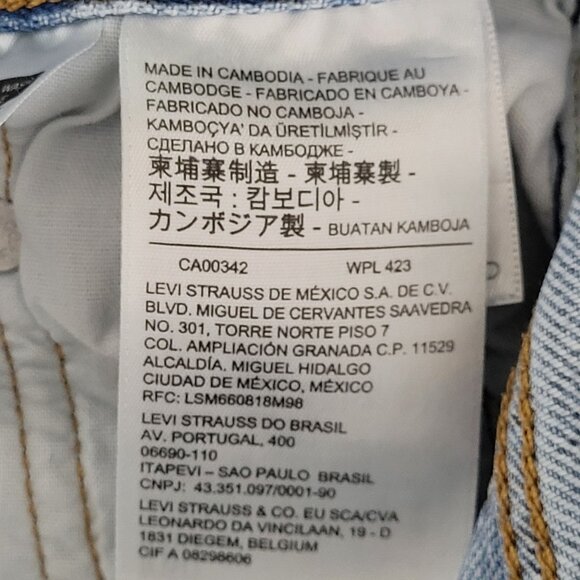 MADE IN CAMBODIA - FABRIQUE AU
CAMBODGE - FABRICADO EN CAMBOYA -
FABRICADO NO CAMBOJA -
KAMBOÇYA' DA ÜRETİLMİŞTİR -
СДЕЛАНО В КАМБОДЖЕ -
柬埔寨制造 - 柬埔寨製 -
제조국 : 캄보디아 -
カンボジア製 - BUATAN KAMBOJA
CA00342 WPL 423
LEVI STRAUSS DE MÉXICO S.A. DE C.V.
BLVD. MIGUEL DE CERVANTES SAAVEDRA
NO. 301, TORRE NORTE PISO 7
COL. AMPLIACIÓN GRANADA C.P. 11529
ALCALDÍA. MIGUEL HIDALGO
CIUDAD DE MÉXICO, MÉXICO
RFC: LSM660818M98
LEVI STRAUSS DO BRASIL
AV. PORTUGAL, 400
06690-110
ITAPEVI – SAO PAULO BRASIL
CNPJ: 43.351.097/0001-90
LEVI STRAUSS & CO. EU SCA/CVA
LEONARDO DA VINCILAAN, 19 - D
1831 DIEGEM, BELGIUM
CIF A 08298606